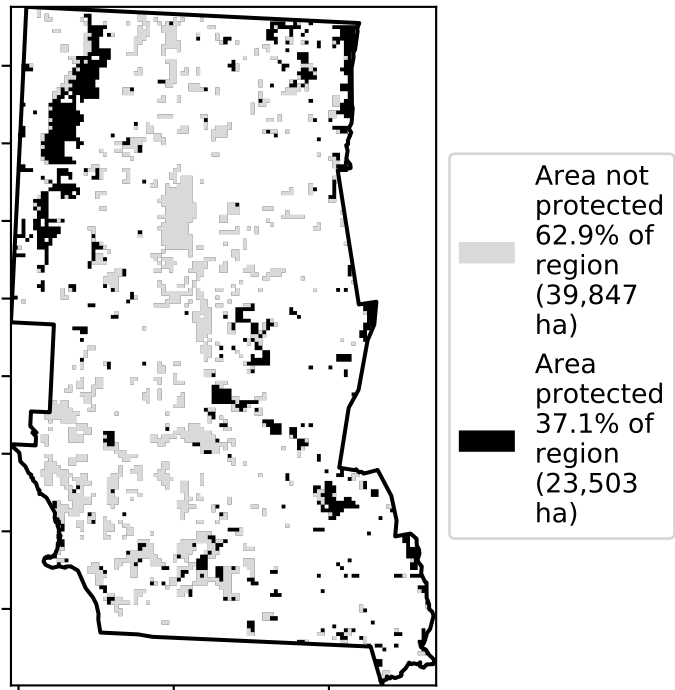 Area not
protected
62.9% of
region
(39,847
ha)
Area
protected
37.1% of
region
(23,503
ha)